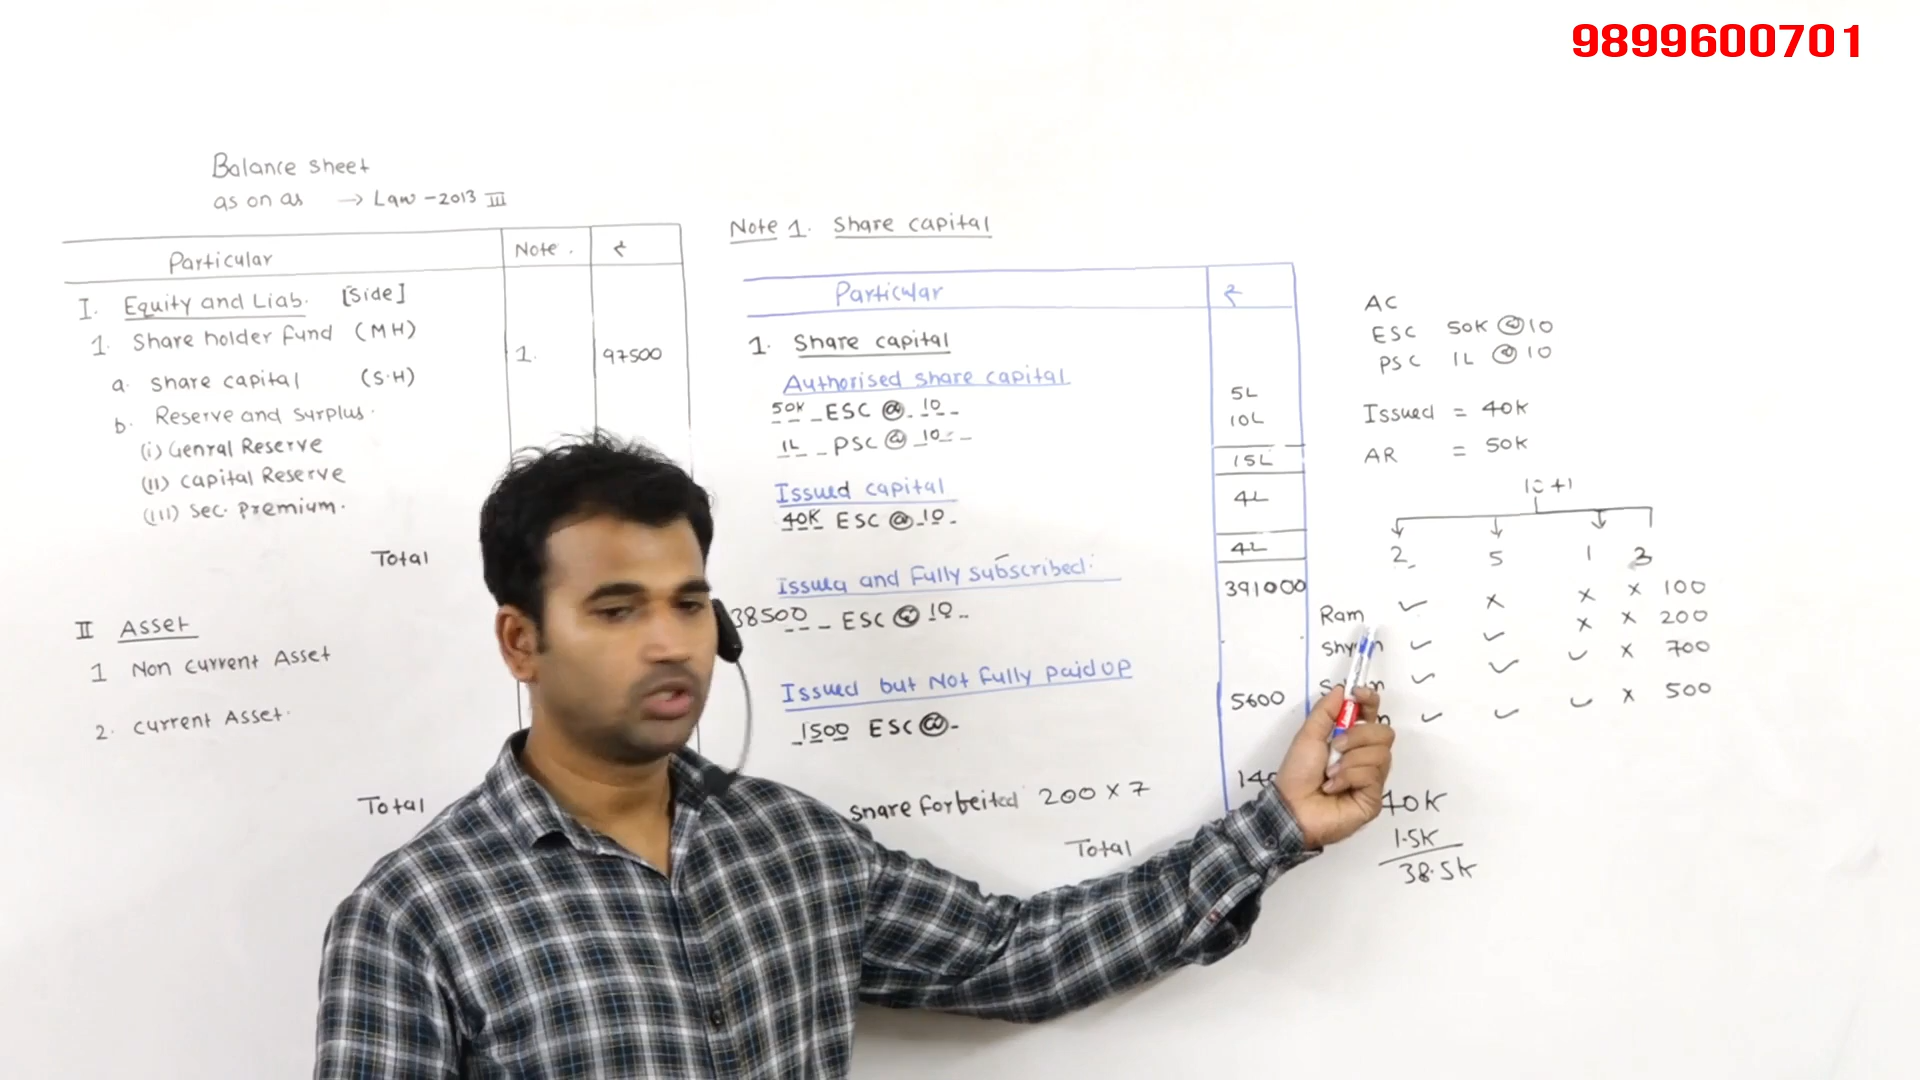 9899600701
Balance sheet
as on as → Law - 2013 III
Particular Note. ₹
I. Equity and Liab. [Side]
1. Share holder fund (MH)
a. Share capital (S.H) 1. 97500
b. Reserve and surplus.
(i) Genral Reserve
(II) Capital Reserve
(III) Sec. Premium.
Total
II Asset
1 Non Current Asset
2. Current Asset.
Total
Note 1. Share capital
Particular ₹
1. Share capital
Authorised share capital
50K ESC @ 10 5L
1L PSC @ 10 10L
15L
Issued capital 4L
40K ESC @ 10
4L
Issued and Fully Subscribed: 391000
38500 ESC @ 10
Issued but Not Fully Paid up 5600
1500 ESC @
share Forfeited 200 × 7
Total
AC
ESC 50K @ 10
PSC 1L @ 10
Issued = 40K
AR = 50K
10 + 1
2 5 1 3
Ram ✓ × × × 100
✓ ✓ × × 200
✓ ✓ ✓ × 700
✓ ✓ ✓ × 500
40K
1.5K
38.5K